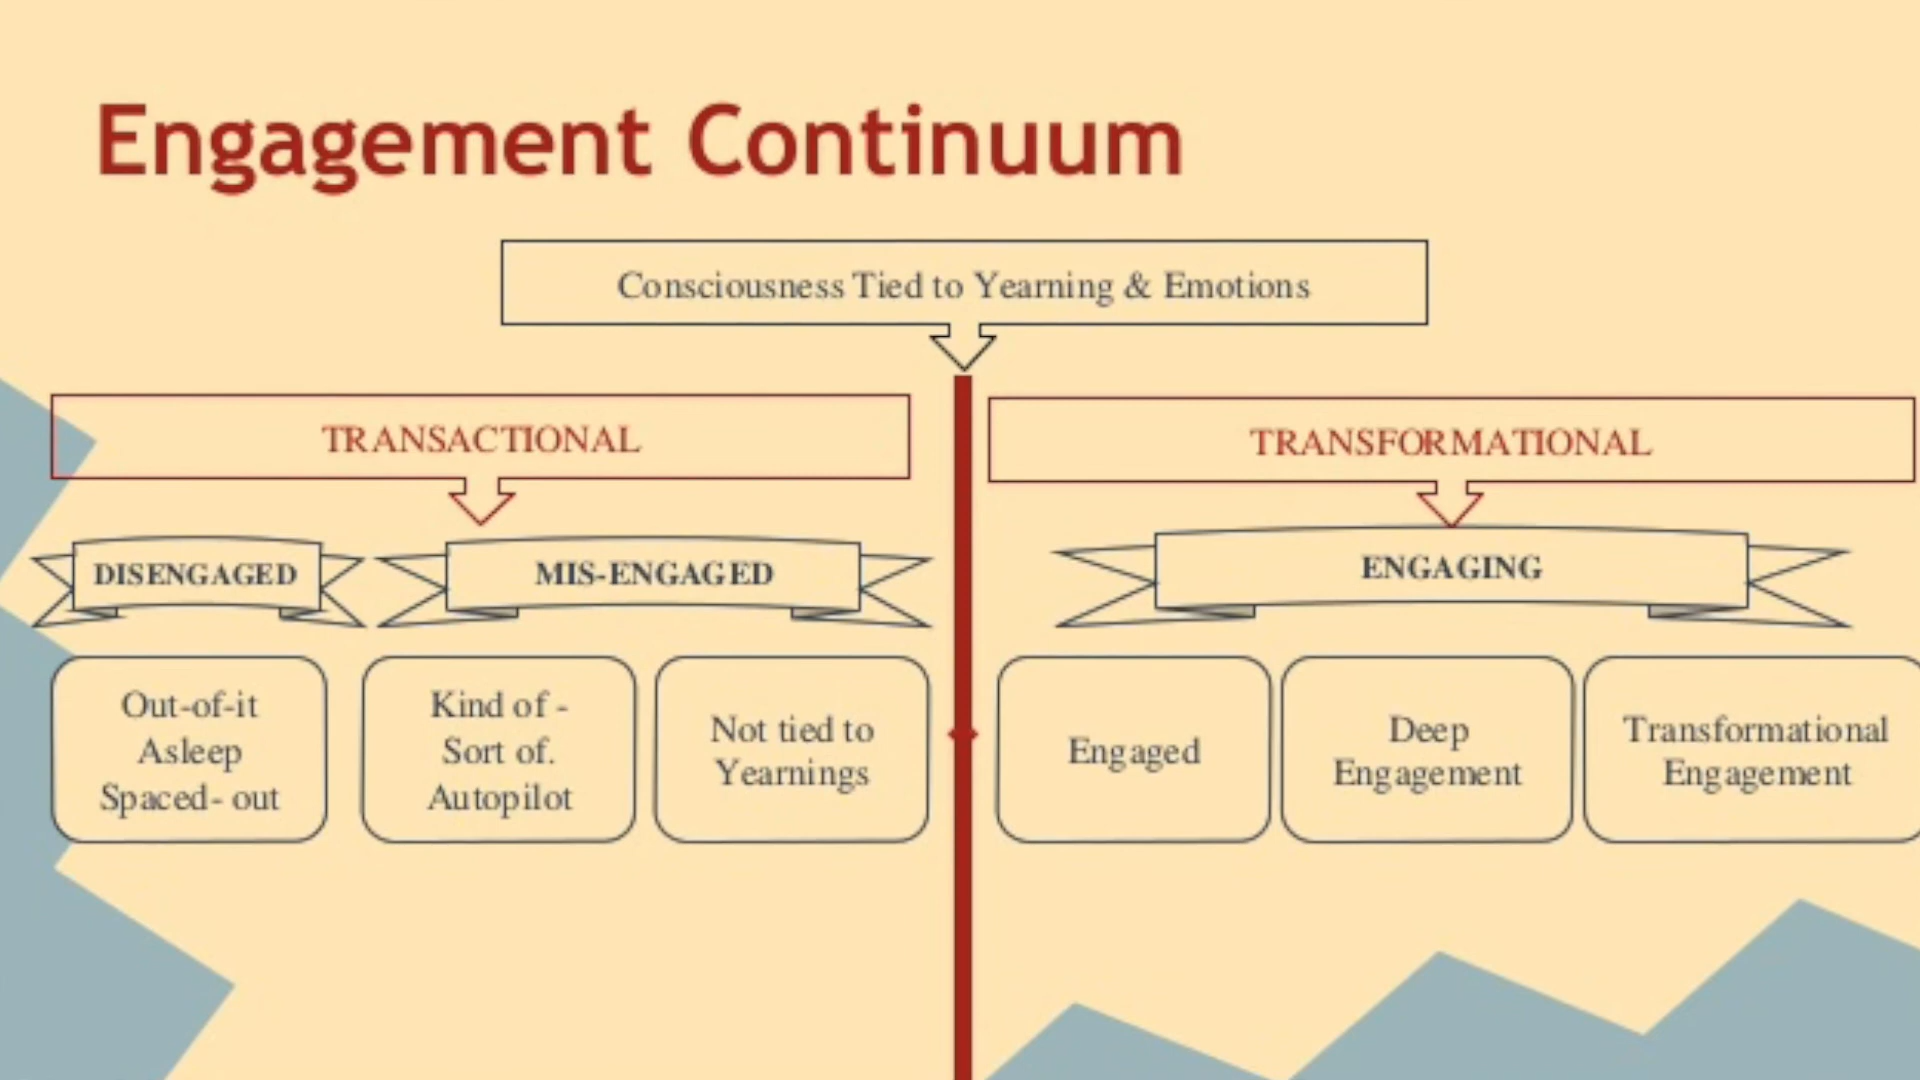 Engagement Continuum
Consciousness Tied to Yearning & Emotions
TRANSACTIONAL
TRANSFORMATIONAL
DISENGAGED
MIS-ENGAGED
ENGAGING
Out-of-it
Asleep
Spaced- out
Kind of -
Sort of.
Autopilot
Not tied to
Yearnings
Engaged
Deep
Engagement
Transformational
Engagement